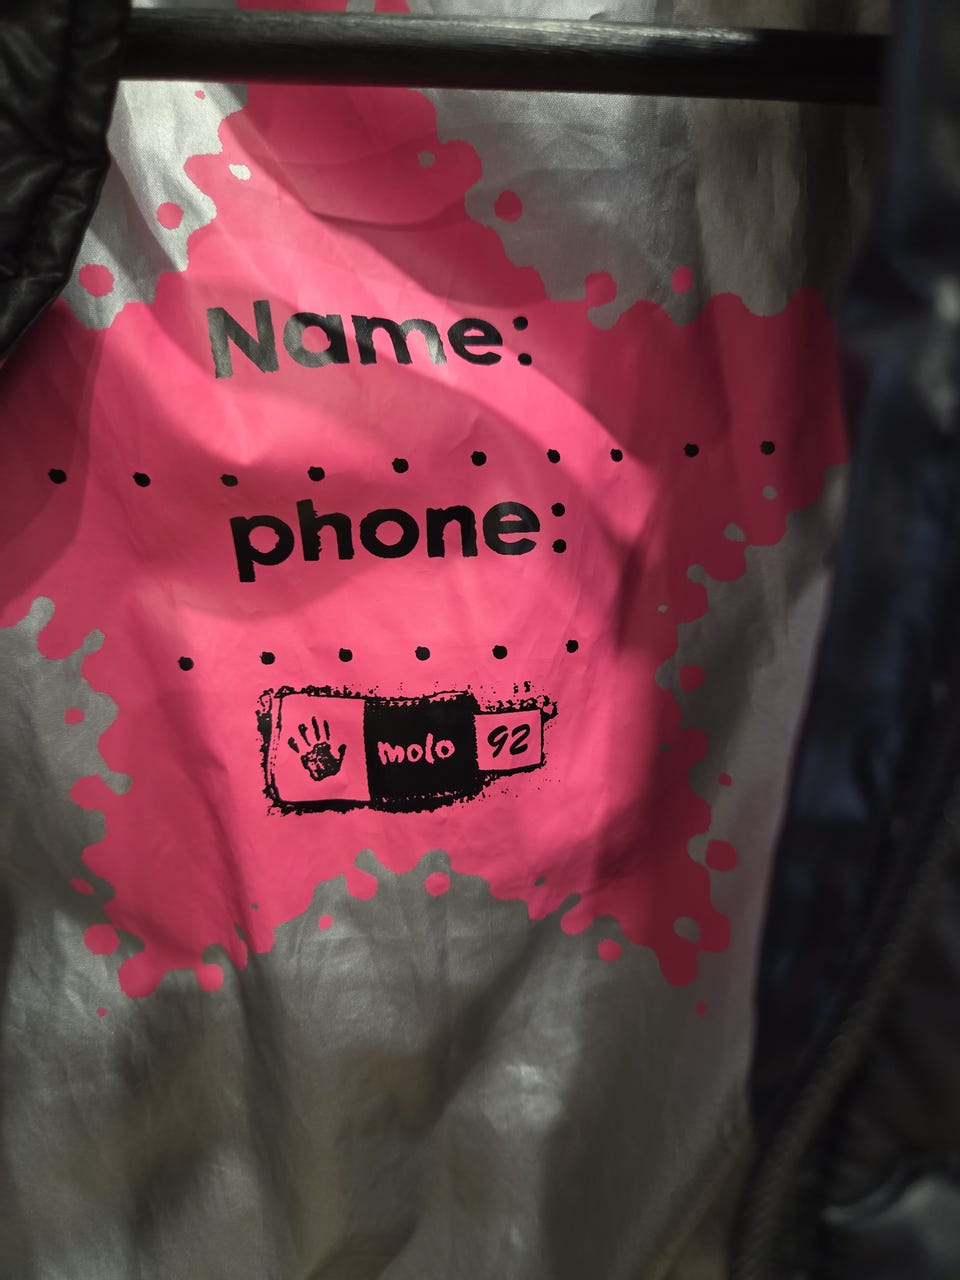 Name:
. . . . . . . . . .
phone:
. . . . . .
molo 92